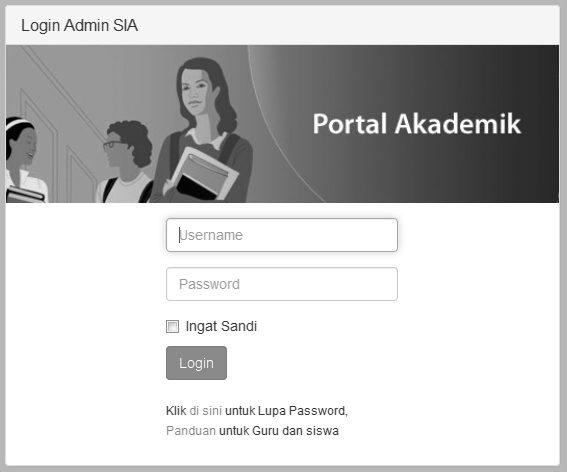 Login Admin SIA
Portal Akademik
Username
Password
Ingat Sandi
Login
Klik di sini untuk Lupa Password,
Panduan untuk Guru dan siswa